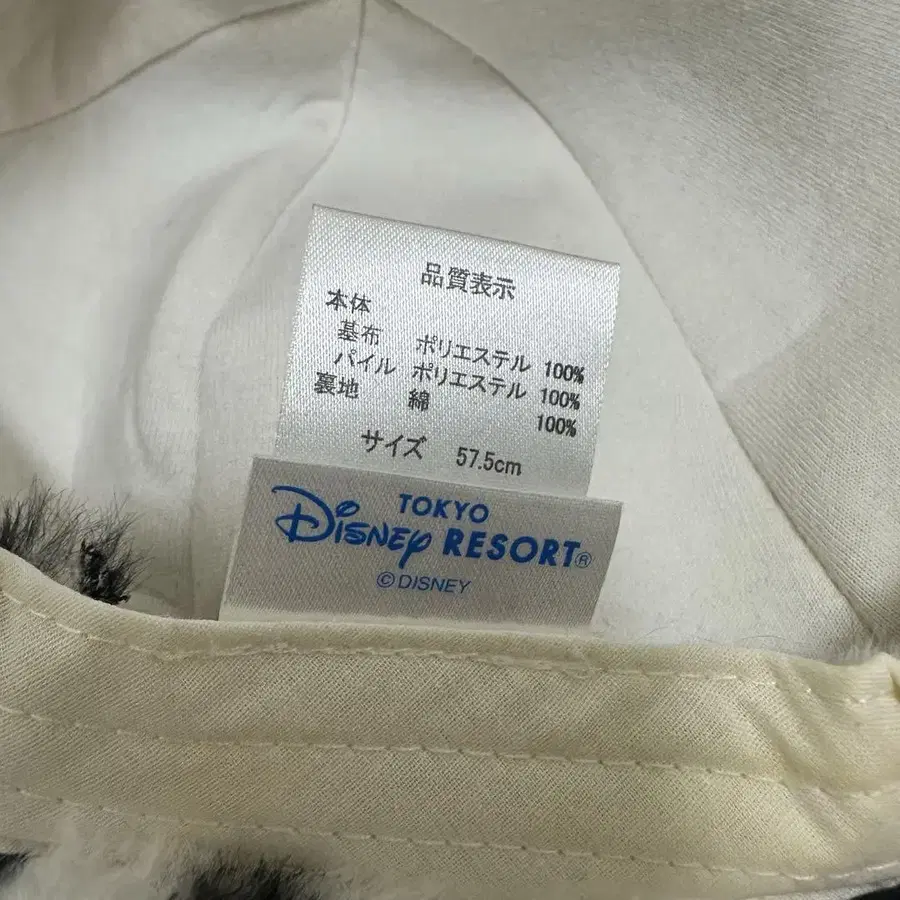 品質表示
本体
基布 ポリエステル 100%
パイル ポリエステル 100%
裏地 綿 100%
サイズ 57.5cm
TOKYO
Disney RESORT®
©DISNEY